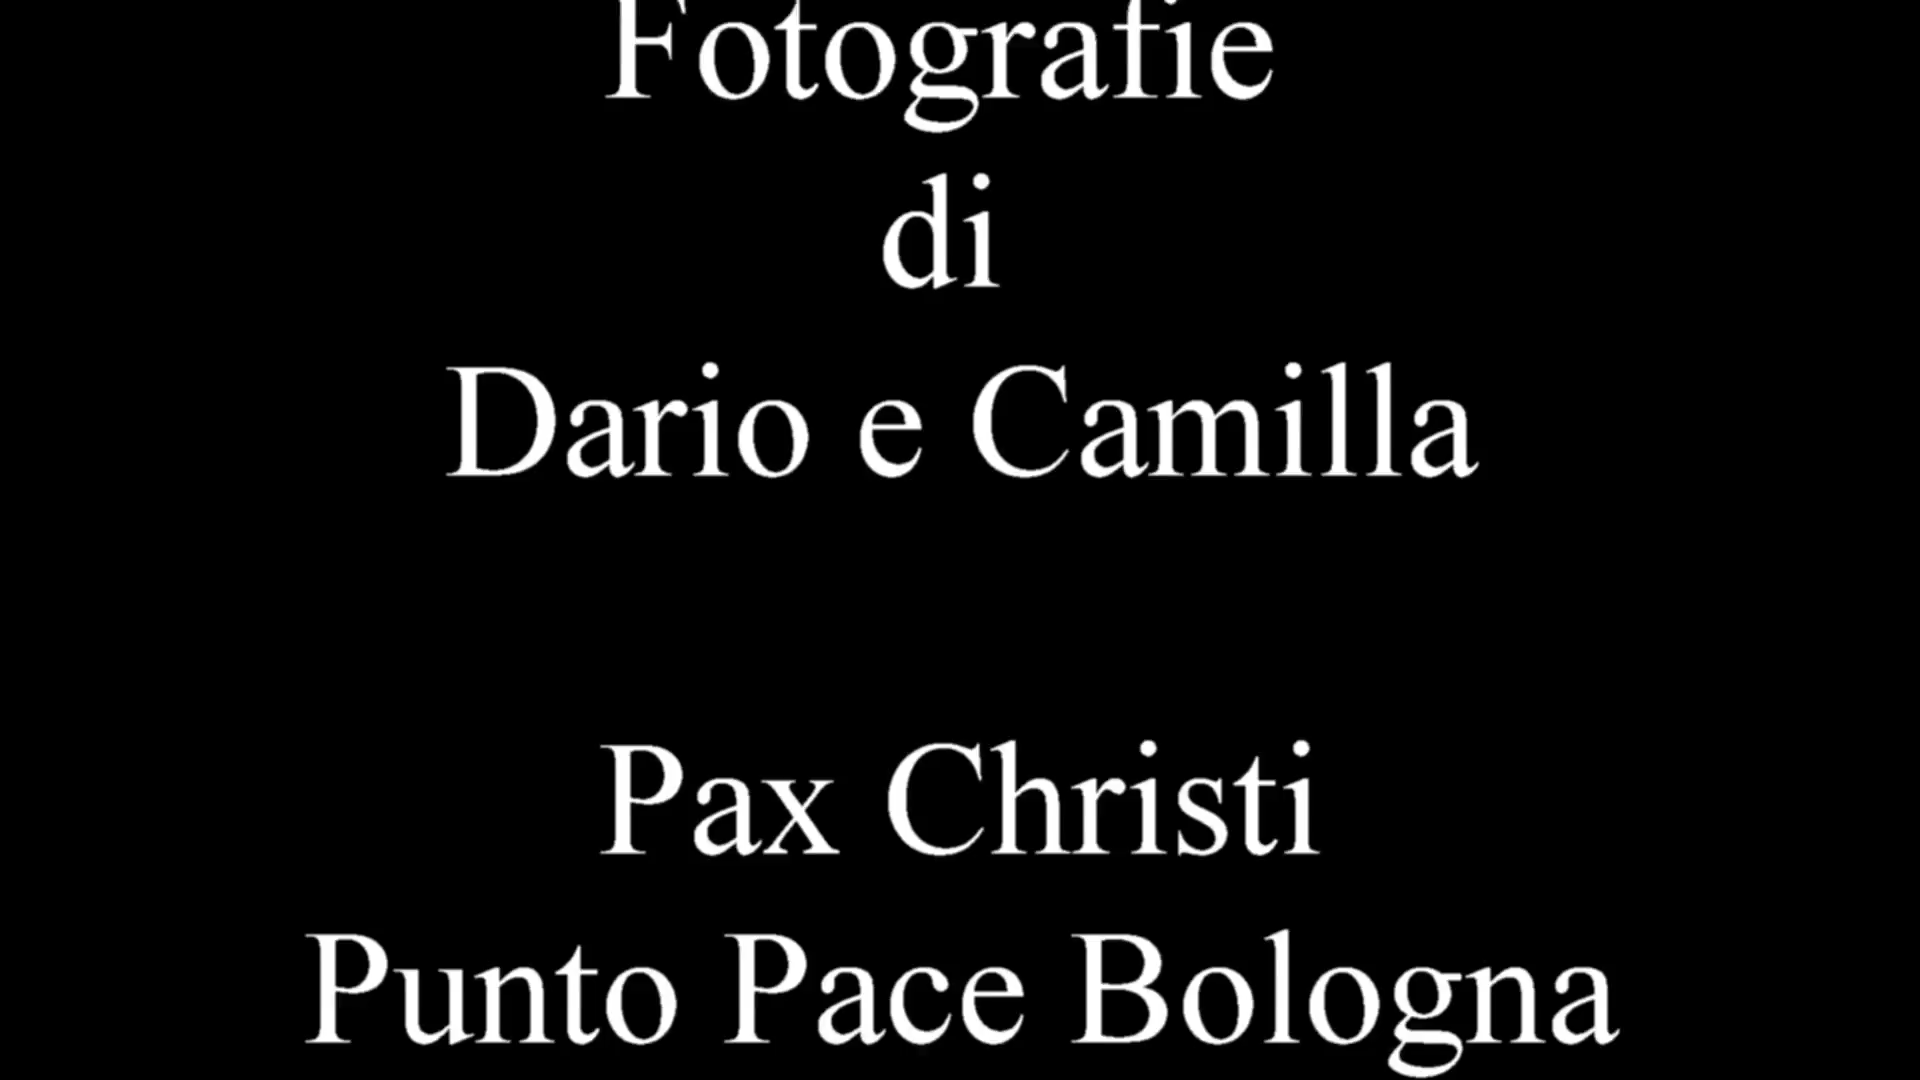 Fotografie
di
Dario e Camilla
Pax Christi
Punto Pace Bologna